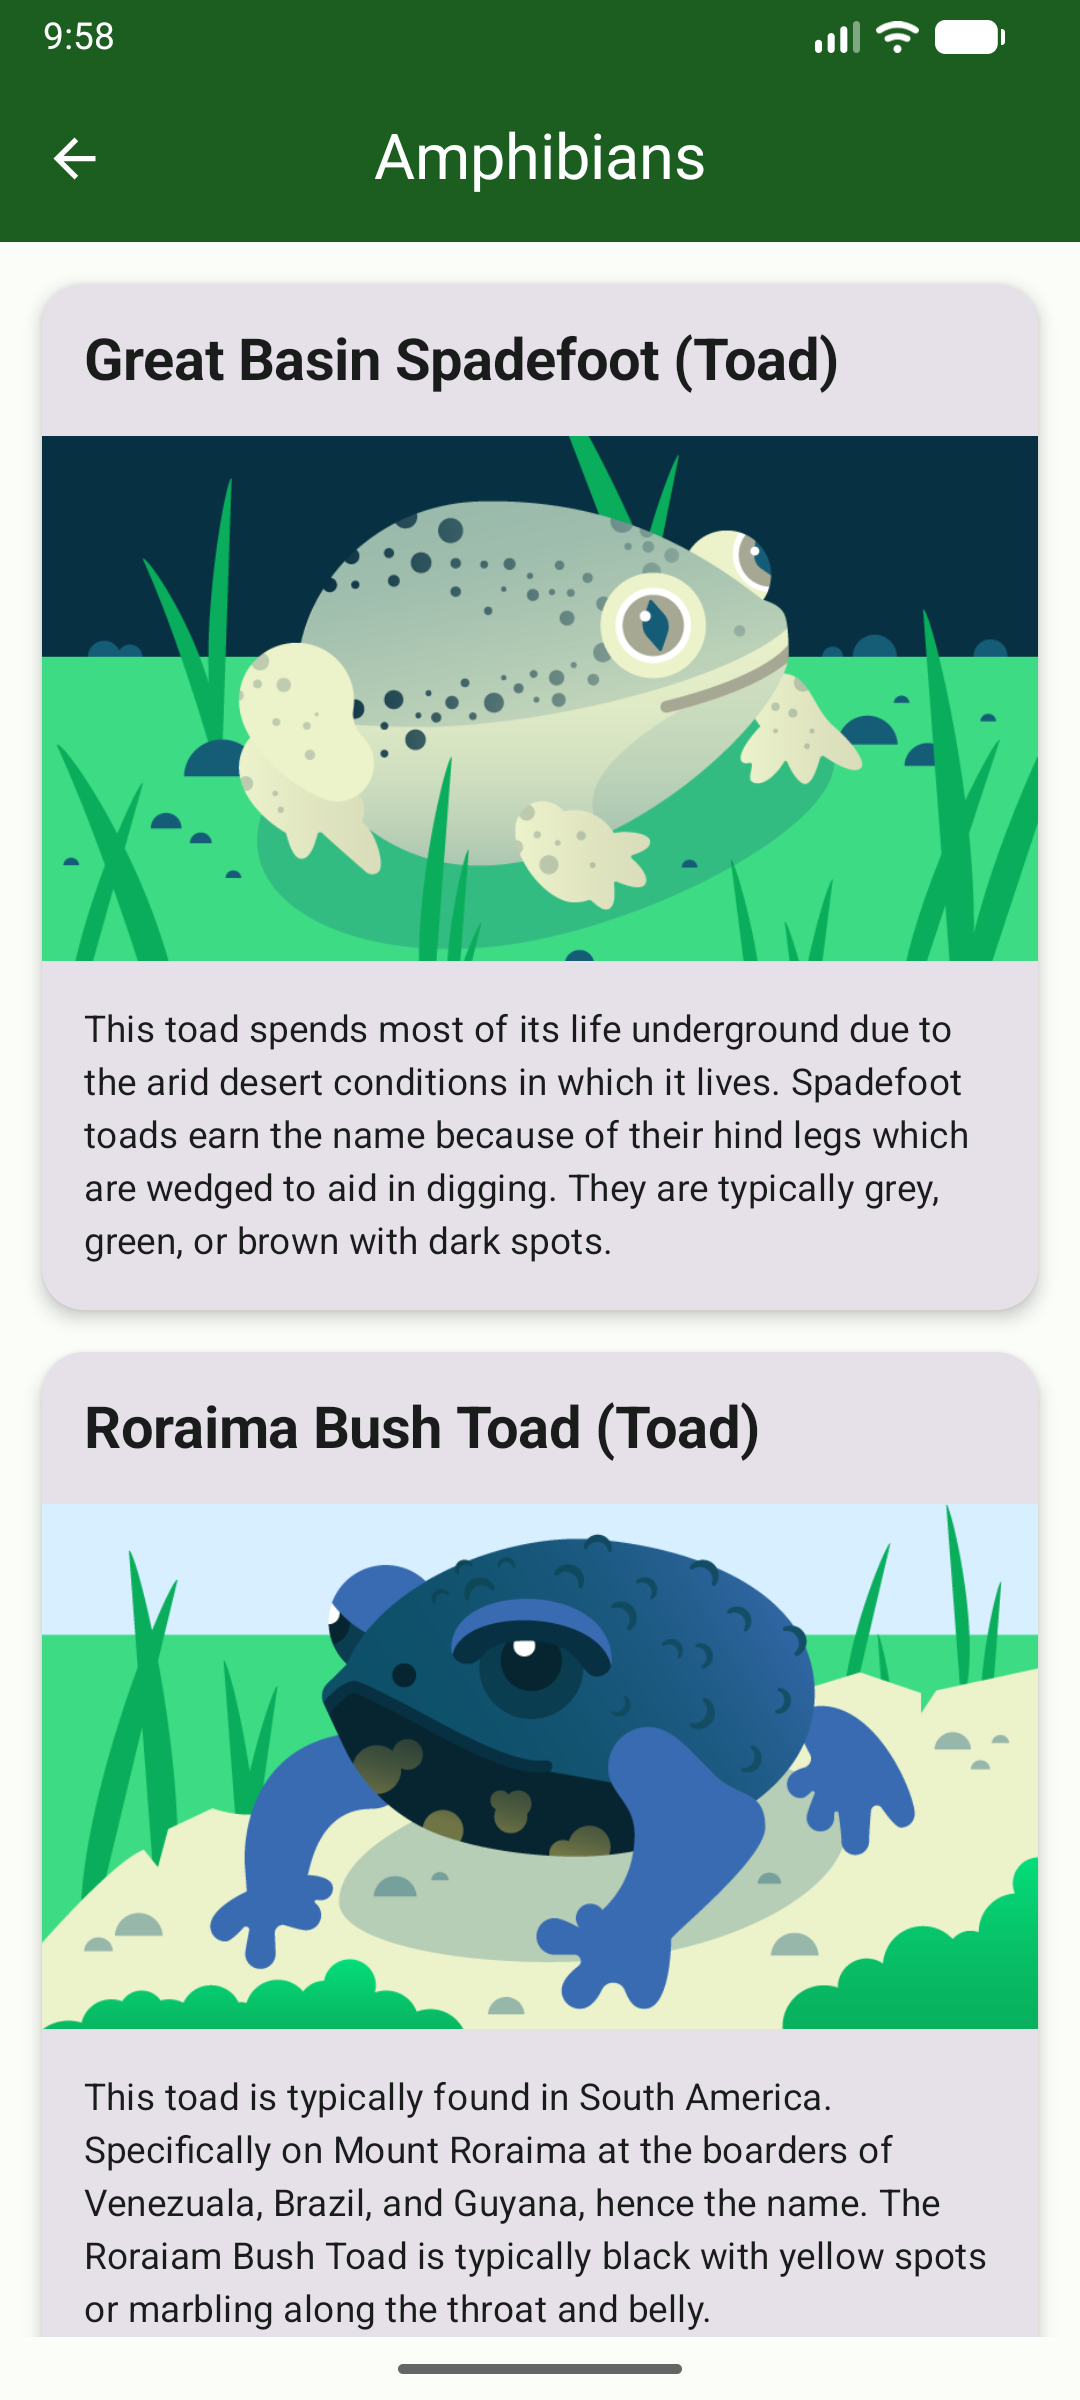 9:58
Amphibians
Great Basin Spadefoot (Toad)
This toad spends most of its life underground due to
the arid desert conditions in which it lives. Spadefoot
toads earn the name because of their hind legs which
are wedged to aid in digging. They are typically grey,
green, or brown with dark spots.
Roraima Bush Toad (Toad)
This toad is typically found in South America.
Specifically on Mount Roraima at the boarders of
Venezuala, Brazil, and Guyana, hence the name. The
Roraiam Bush Toad is typically black with yellow spots
or marbling along the throat and belly.